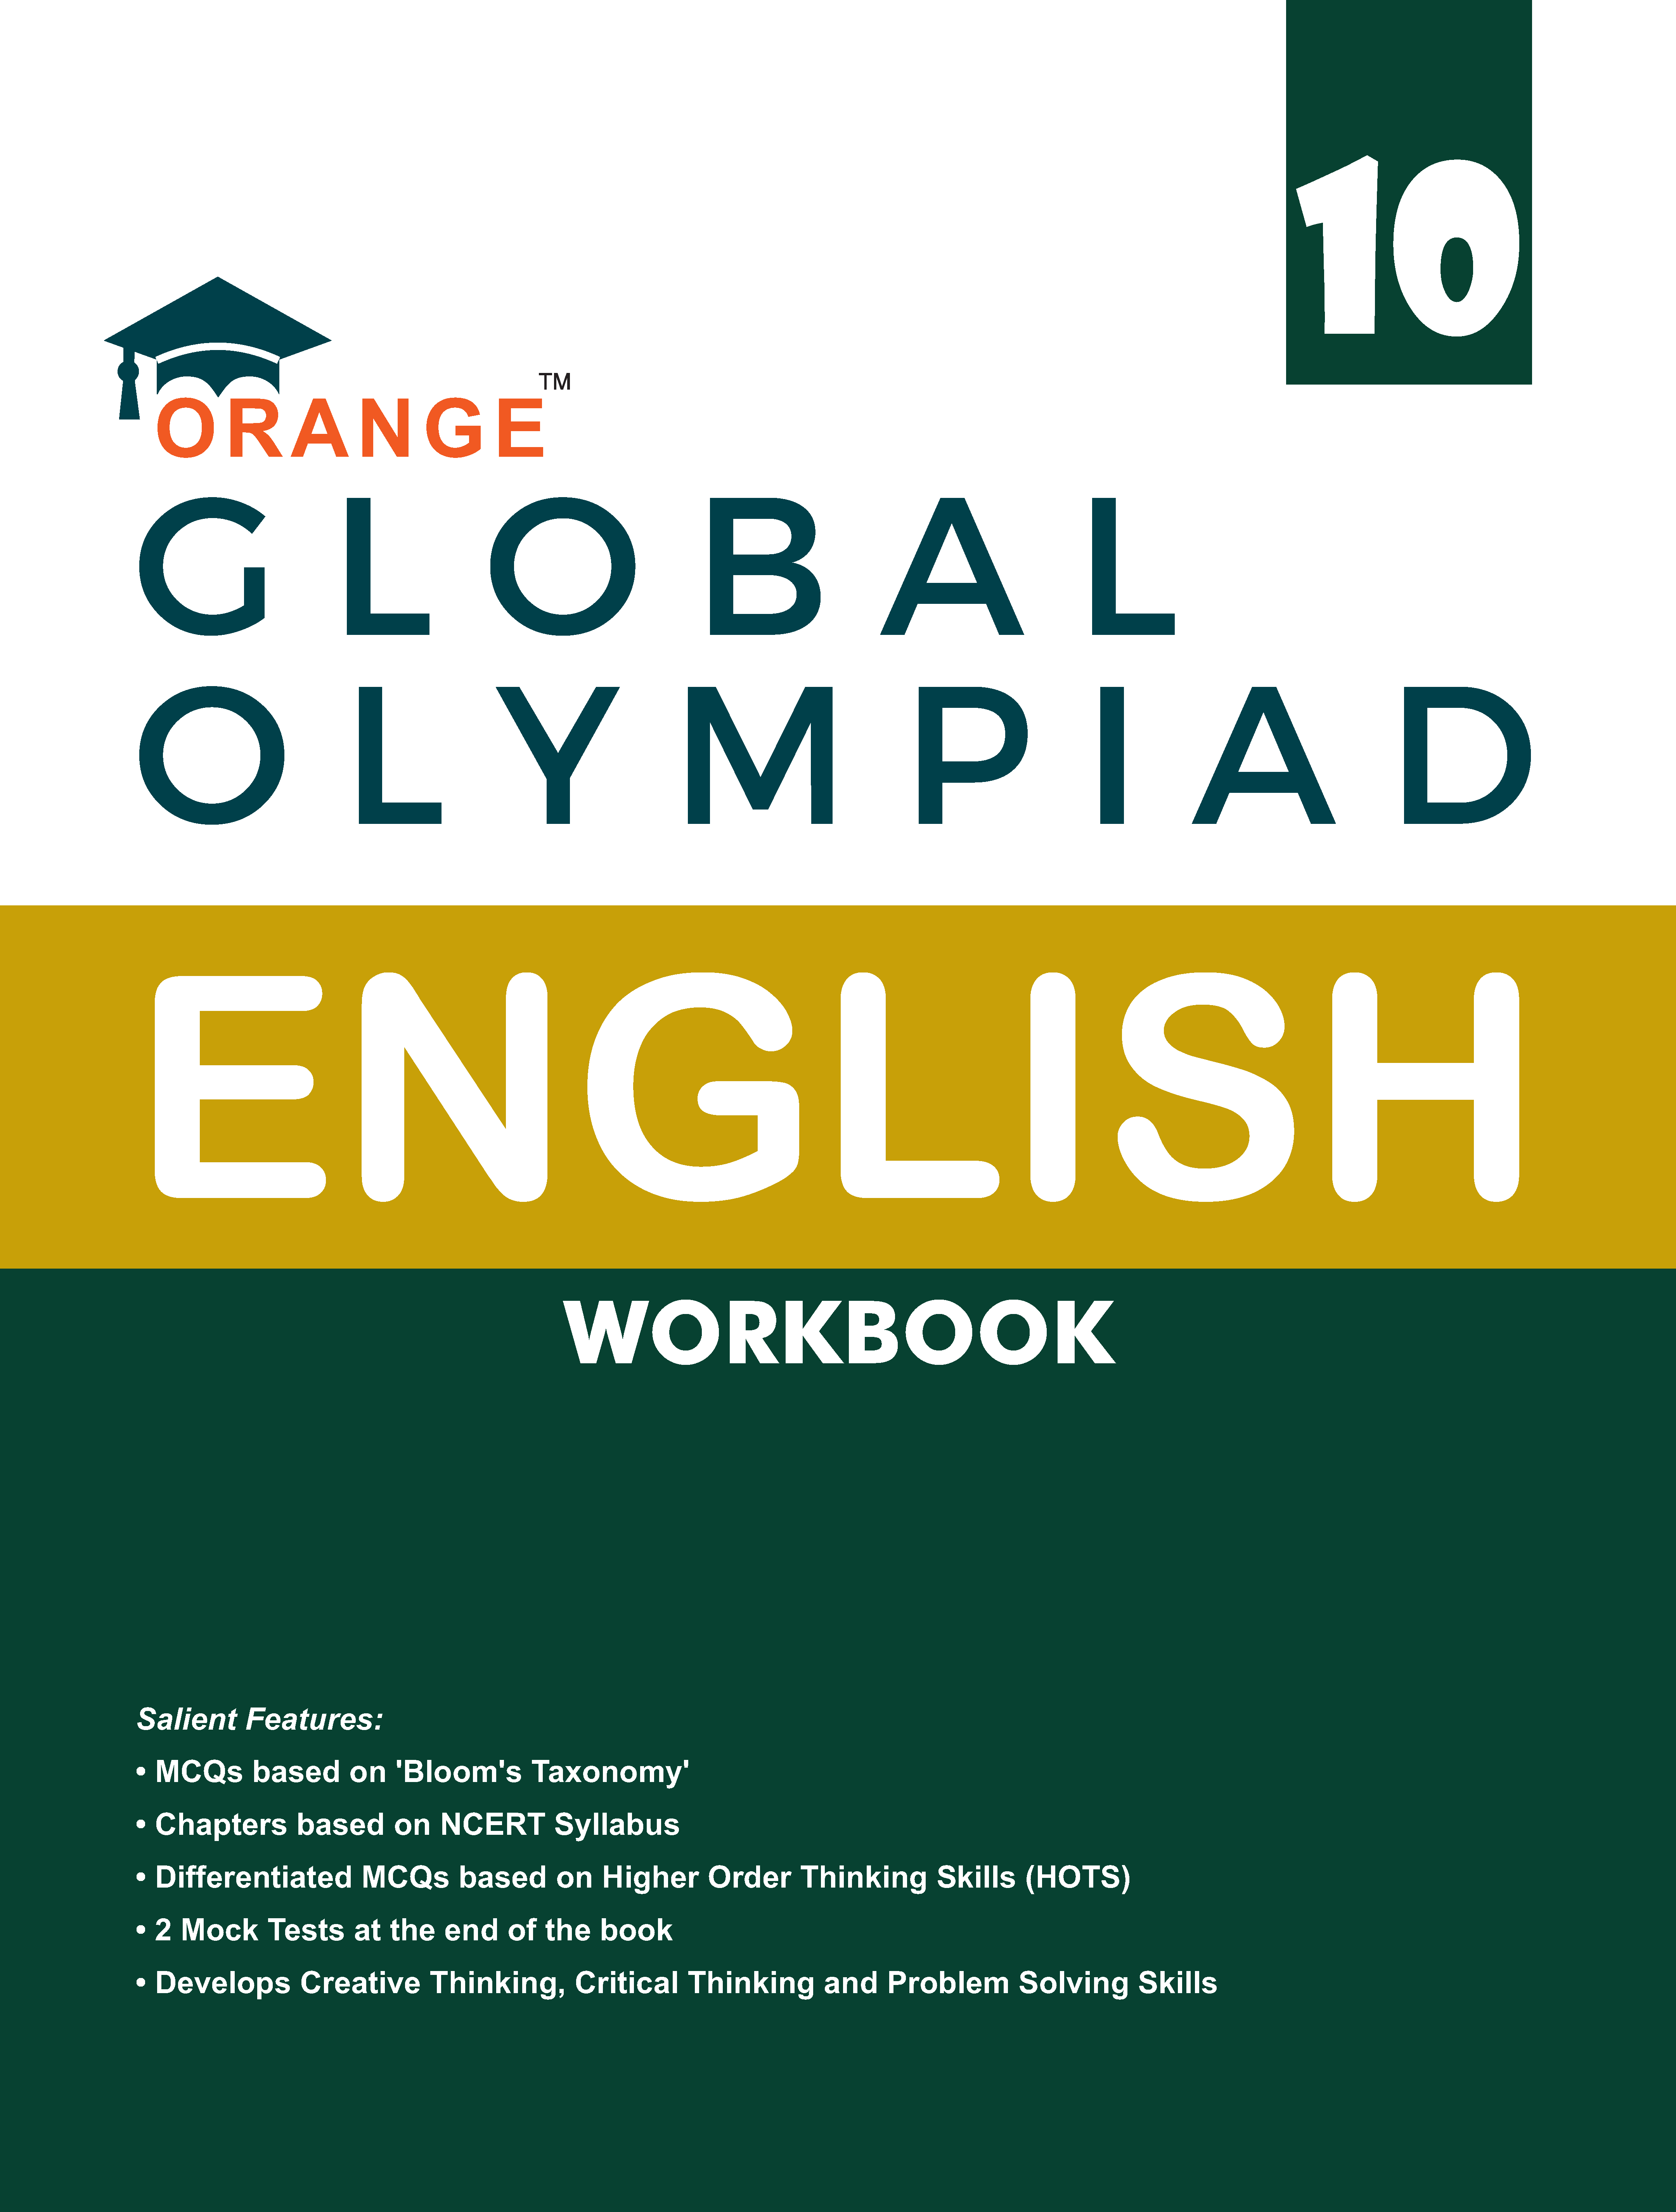 10
ORANGE™
GLOBAL
OLYMPIAD
ENGLISH
WORKBOOK
Salient Features:
• MCQs based on 'Bloom's Taxonomy'
• Chapters based on NCERT Syllabus
• Differentiated MCQs based on Higher Order Thinking Skills (HOTS)
• 2 Mock Tests at the end of the book
• Develops Creative Thinking, Critical Thinking and Problem Solving Skills